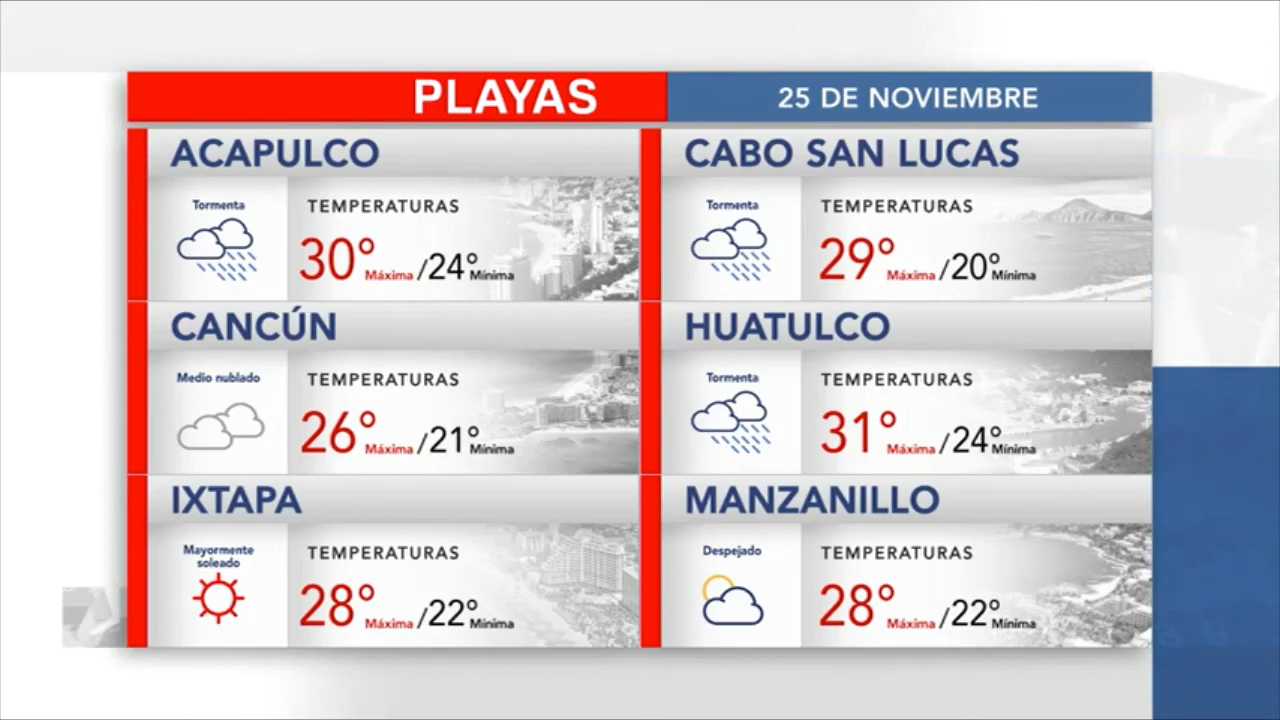 PLAYAS
25 DE NOVIEMBRE
ACAPULCO
Tormenta
TEMPERATURAS
30° Máxima /24° Mínima
CABO SAN LUCAS
Tormenta
TEMPERATURAS
29° Máxima /20° Mínima
CANCÚN
Medio nublado
TEMPERATURAS
26° Máxima /21° Mínima
HUATULCO
Tormenta
TEMPERATURAS
31° Máxima /24° Mínima
IXTAPA
Mayormente
soleado
TEMPERATURAS
28° Máxima /22° Mínima
MANZANILLO
Despejado
TEMPERATURAS
28° Máxima /22° Mínima